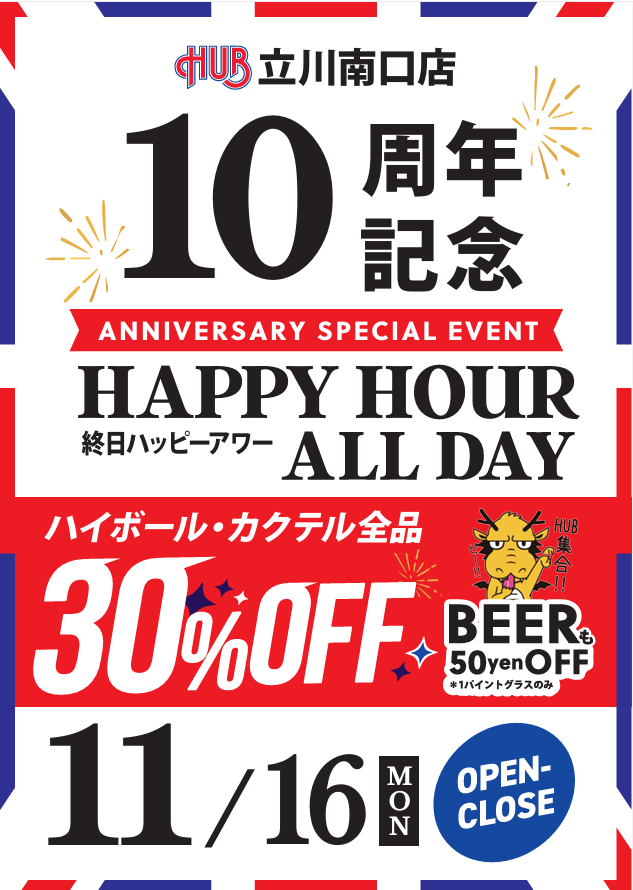 HUB 立川南口店
10周年
記念
ANNIVERSARY SPECIAL EVENT
HAPPY HOUR
終日ハッピーアワー ALL DAY
ハイボール・カクテル全品
30%OFF
HUB
集合!!
BEERも
50yenOFF
*1パイントグラスのみ
11/16 MON
OPEN-
CLOSE